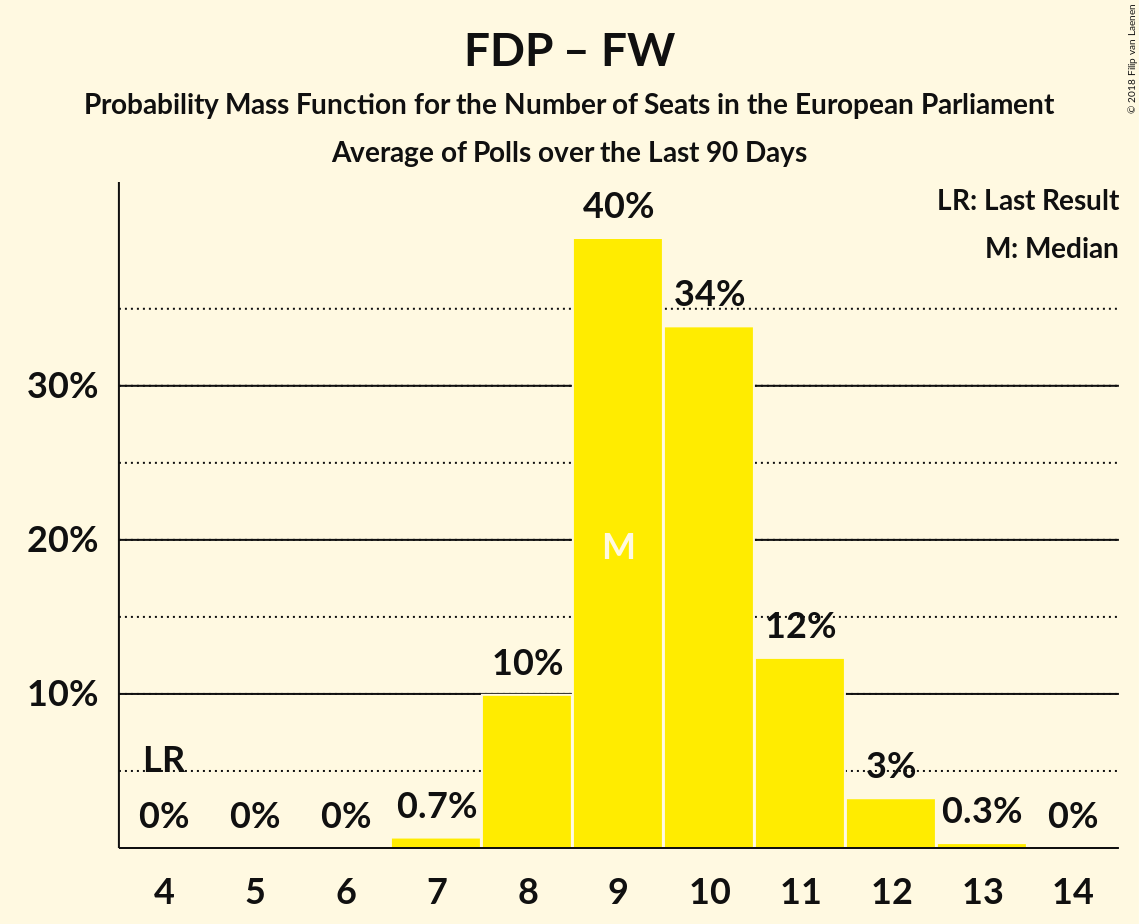 FDP – FW
Probability Mass Function for the Number of Seats in the European Parliament
Average of Polls over the Last 90 Days
© 2018 Filip van Laenen
LR: Last Result
M: Median
40%
34%
30%
20%
M
12%
10%
10%
LR
3%
0%
0%
0%
0.7%
0.3%
0%
4 5 6 7 8 9 10 11 12 13 14